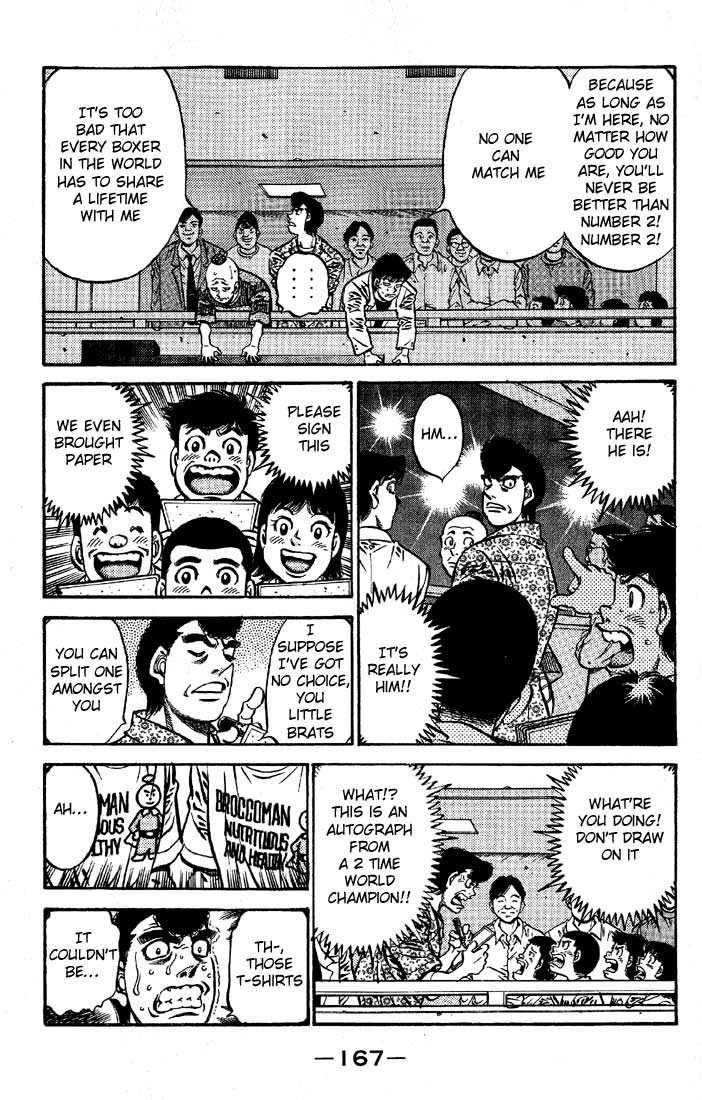 BECAUSE
AS LONG AS
I'M HERE, NO
MATTER HOW
GOOD YOU
ARE, YOU'LL
NEVER BE
BETTER THAN
NUMBER 2!
NUMBER 2!
NO ONE
CAN
MATCH ME
IT'S TOO
BAD THAT
EVERY BOXER
IN THE WORLD
HAS TO SHARE
A LIFETIME
WITH ME
AAH!
THERE
HE IS!
HM...
IT'S
REALLY
HIM!!
PLEASE
SIGN
THIS
WE EVEN
BROUGHT
PAPER
I
SUPPOSE
I'VE GOT
NO CHOICE,
YOU
LITTLE
BRATS
YOU CAN
SPLIT ONE
AMONGST
YOU
WHAT'RE
YOU DOING!
DON'T DRAW
ON IT
WHAT!?
THIS IS AN
AUTOGRAPH
FROM
A 2 TIME
WORLD
CHAMPION!!
AH...
MAN
OUS
LTHY
BROCCOMAN
NUTRITIOUS
AND HEALTHY
TH-,
THOSE
T-SHIRTS
IT
COULDN'T
BE...
—167—